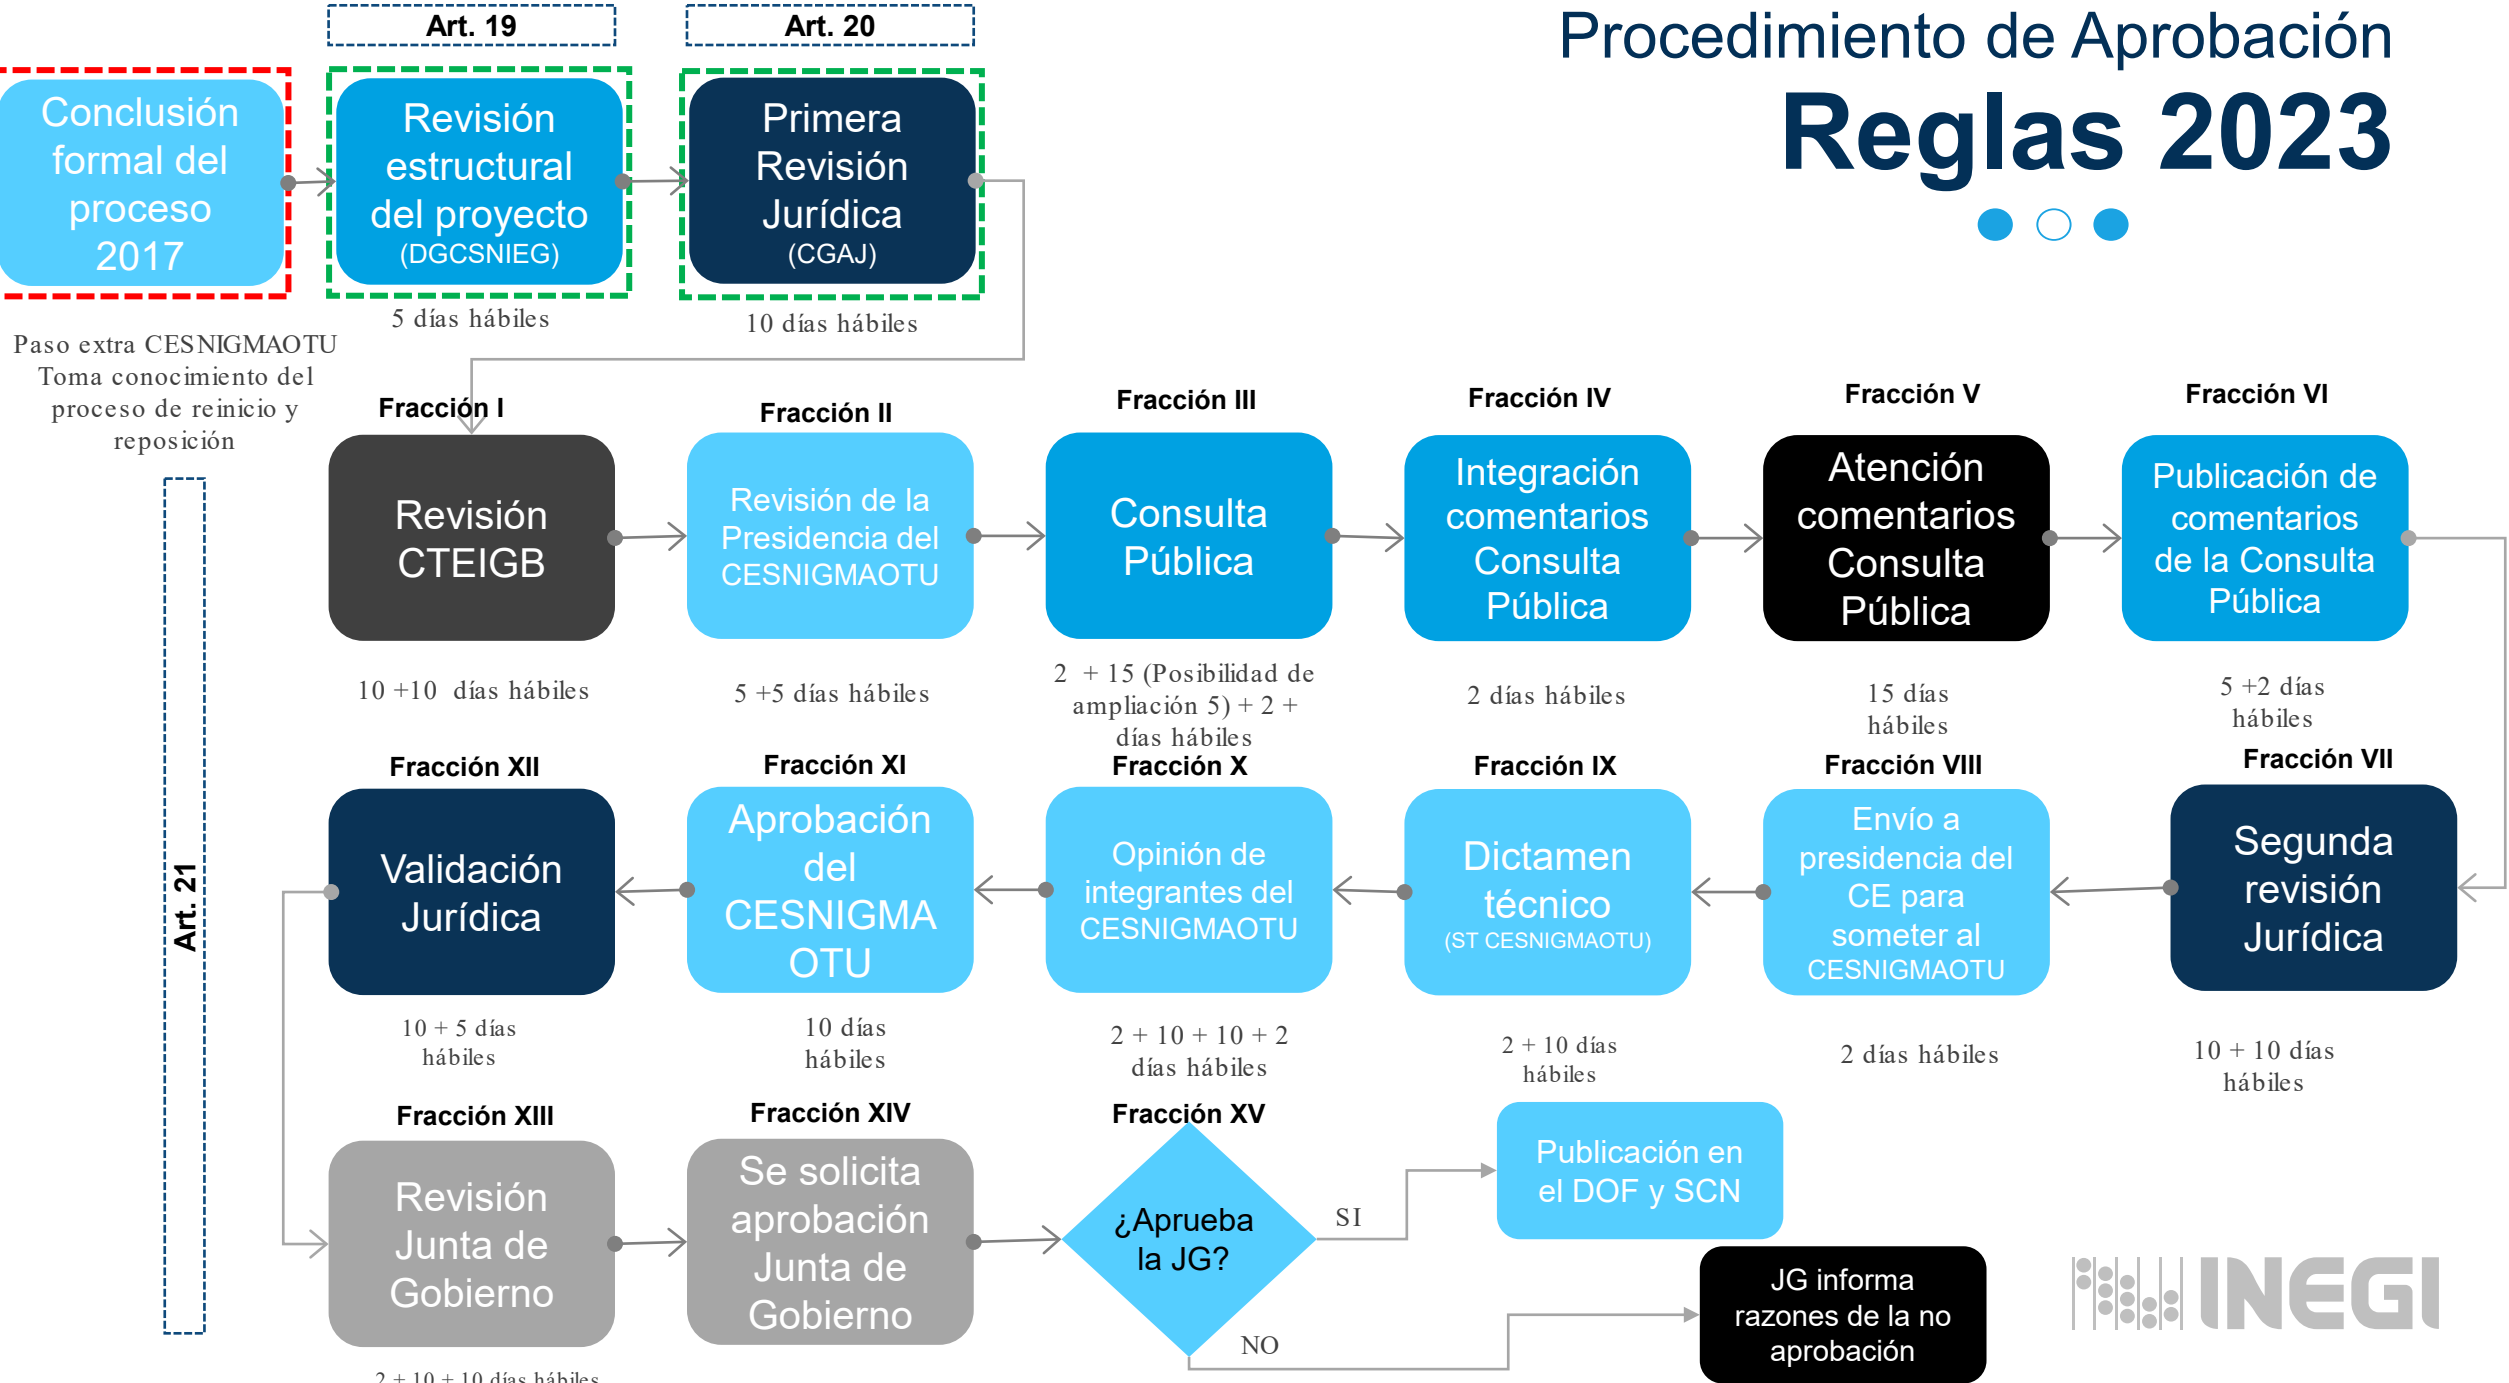 Procedimiento de Aprobación
Reglas 2023
Art. 19
Art. 20
Conclusión
formal del
proceso
2017
Revisión
estructural
del proyecto
(DGCSNIEG)
Primera
Revisión
Jurídica
(CGAJ)
5 días hábiles
10 días hábiles
Paso extra CESNIGMAOTU
Toma conocimiento del
proceso de reinicio y
reposición
Art. 21
Fracción I
Revisión
CTEIGB
10 +10 días hábiles
Fracción II
Revisión de la
Presidencia del
CESNIGMAOTU
5 +5 días hábiles
Fracción III
Consulta
Pública
2 + 15 (Posibilidad de
ampliación 5) + 2 +
días hábiles
Fracción IV
Integración
comentarios
Consulta
Pública
2 días hábiles
Fracción V
Atención
comentarios
Consulta
Pública
15 días
hábiles
Fracción VI
Publicación de
comentarios
de la Consulta
Pública
5 +2 días
hábiles
Fracción VII
Segunda
revisión
Jurídica
10 + 10 días
hábiles
Fracción VIII
Envío a
presidencia del
CE para
someter al
CESNIGMAOTU
2 días hábiles
Fracción IX
Dictamen
técnico
(ST CESNIGMAOTU)
2 + 10 días
hábiles
Fracción X
Opinión de
integrantes del
CESNIGMAOTU
2 + 10 + 10 + 2
días hábiles
Fracción XI
Aprobación
del
CESNIGMA
OTU
10 días
hábiles
Fracción XII
Validación
Jurídica
10 + 5 días
hábiles
Fracción XIII
Revisión
Junta de
Gobierno
2 + 10 + 10 días hábiles
Fracción XIV
Se solicita
aprobación
Junta de
Gobierno
Fracción XV
¿Aprueba
la JG?
SI
Publicación en
el DOF y SCN
NO
JG informa
razones de la no
aprobación
INEGI